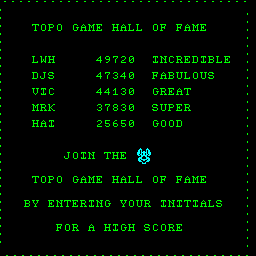 TOPO GAME HALL OF FAME
LWH 49720 INCREDIBLE
DJS 47340 FABULOUS
VIC 44130 GREAT
MRK 37830 SUPER
HAI 25650 GOOD
JOIN THE
TOPO GAME HALL OF FAME
BY ENTERING YOUR INITIALS
FOR A HIGH SCORE